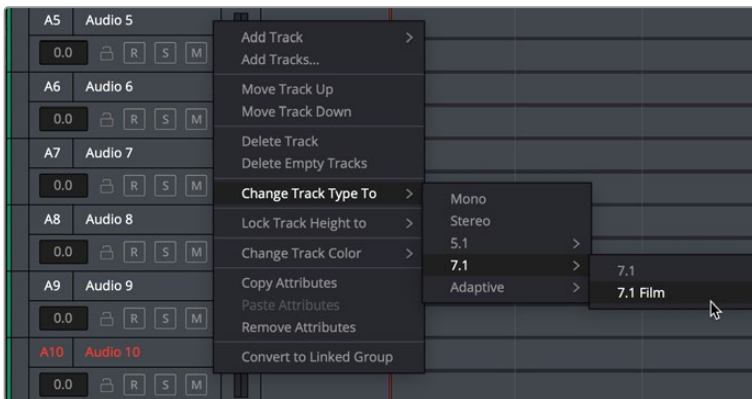 A5 Audio 5
0.0 R S M
A6 Audio 6
0.0 R S M
A7 Audio 7
0.0 R S M
A8 Audio 8
0.0 R S M
A9 Audio 9
0.0 R S M
A10 Audio 10
0.0 R S M
Add Track
Add Tracks...
Move Track Up
Move Track Down
Delete Track
Delete Empty Tracks
Change Track Type To
Lock Track Height to
Change Track Color
Copy Attributes
Paste Attributes
Remove Attributes
Convert to Linked Group
Mono
Stereo
5.1
7.1
Adaptive
7.1
7.1 Film